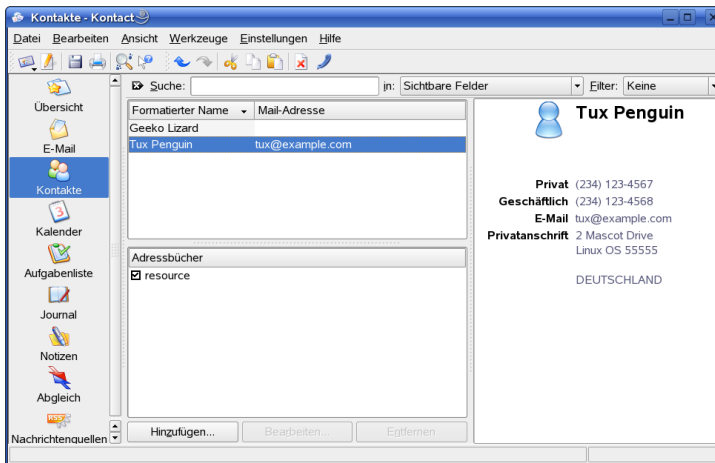 Kontakte - Kontact
Datei Bearbeiten Ansicht Werkzeuge Einstellungen Hilfe
Übersicht
E-Mail
Kontakte
Kalender
Aufgabenliste
Journal
Notizen
Abgleich
Nachrichtenquellen
Suche: in: Sichtbare Felder Filter: Keine
Formatierter Name Mail-Adresse
Geeko Lizard
Tux Penguin tux@example.com
Adressbücher
resource
Hinzufügen... Bearbeiten... Entfernen
Tux Penguin
Privat (234) 123-4567
Geschäftlich (234) 123-4568
E-Mail tux@example.com
Privatanschrift 2 Mascot Drive
Linux OS 55555
DEUTSCHLAND